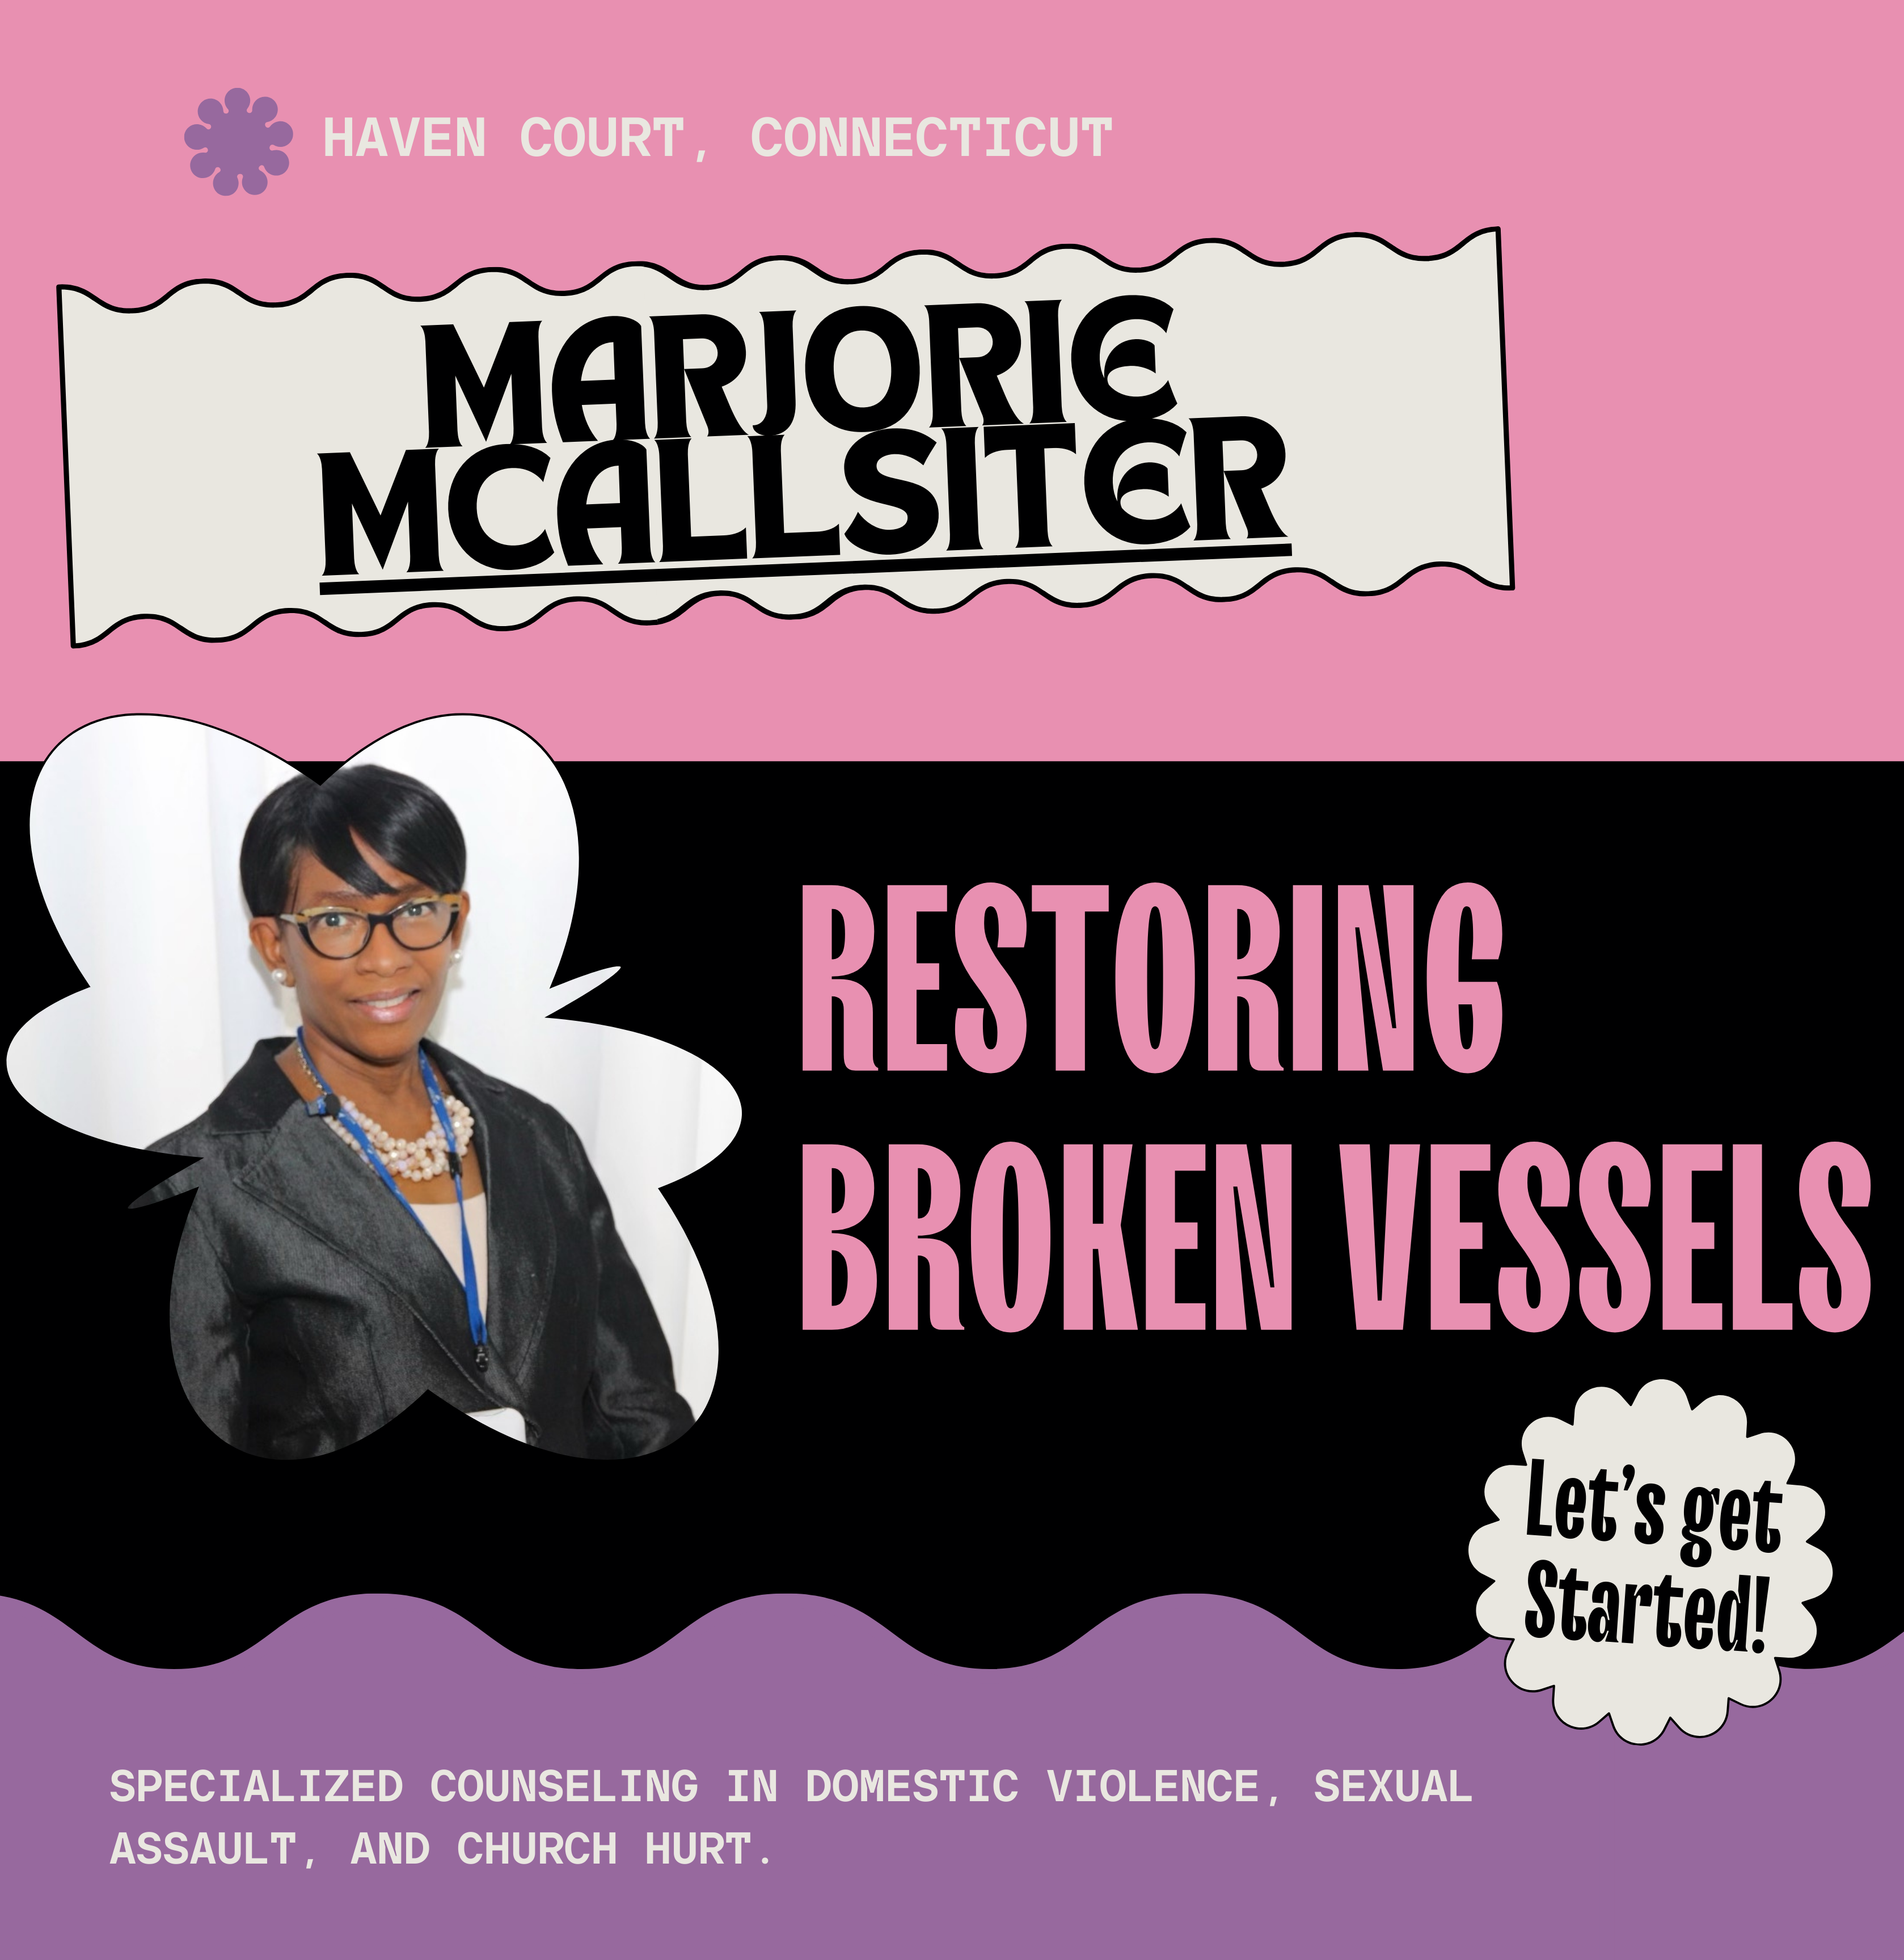 HAVEN COURT, CONNECTICUT
MARJORIE
MCALLSITER
RESTORING
BROKEN VESSELS
Let's get
Started!
SPECIALIZED COUNSELING IN DOMESTIC VIOLENCE, SEXUAL
ASSAULT, AND CHURCH HURT.